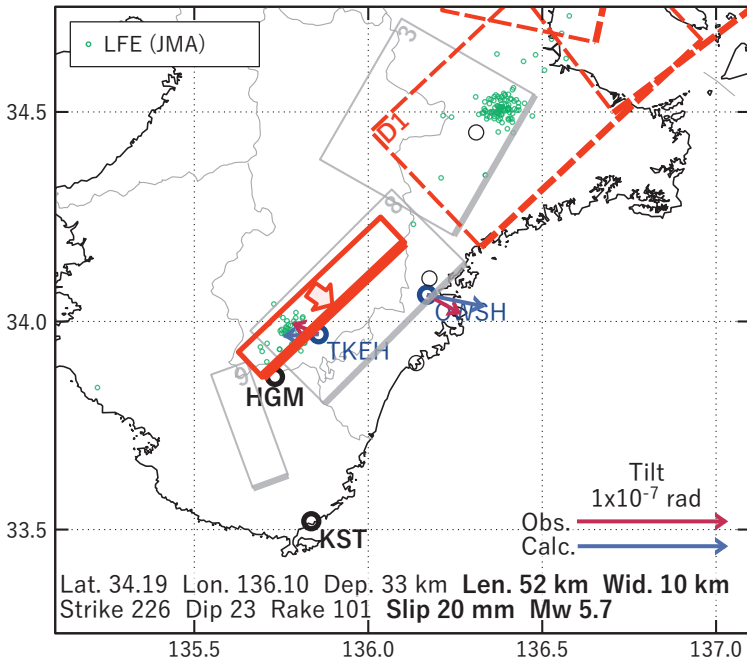 LFE (JMA)
3
34.5
D1
8
34.0
OWSH
TKEH
9
HGM
Tilt
1x10⁻⁷ rad
33.5
KST
Obs.
Calc.
Lat. 34.19 Lon. 136.10 Dep. 33 km Len. 52 km Wid. 10 km
Strike 226 Dip 23 Rake 101 Slip 20 mm Mw 5.7
135.5 136.0 136.5 137.0